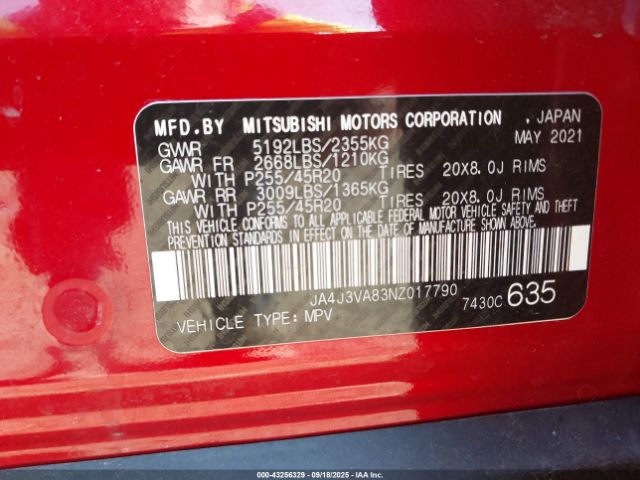 MFD.BY MITSUBISHI MOTORS CORPORATION , JAPAN
GVWR 5192LBS/2355KG MAY 2021
GAWR FR 2668LBS/1210KG
WITH P255/45R20 TIRES 20X8.0J RIMS
GAWR RR 3009LBS/1365KG
WITH P255/45R20 TIRES 20X8.0J RIMS
THIS VEHICLE CONFORMS TO ALL APPLICABLE FEDERAL MOTOR VEHICLE SAFETY AND THEFT
PREVENTION STANDARDS IN EFFECT ON THE DATE OF MANUFACTURE SHOWN ABOVE.
JA4J3VA83NZ017790 7430C 635
VEHICLE TYPE: MPV
000-43256329 - 09/18/2025 - IAAI.COM